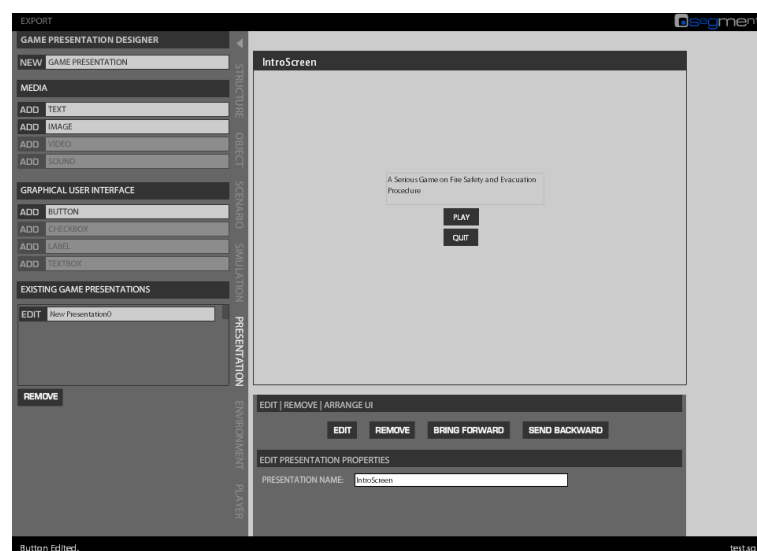 EXPORT
segment
GAME PRESENTATION DESIGNER
NEW GAME PRESENTATION
MEDIA
ADD TEXT
ADD IMAGE
ADD VIDEO
ADD SOUND
GRAPHICAL USER INTERFACE
ADD BUTTON
ADD CHECKBOX
ADD LABEL
ADD TEXTBOX
EXISTING GAME PRESENTATIONS
EDIT New Presentation0
REMOVE
STRUCTURE
OBJECT
SCENARIO
SIMULATION
PRESENTATION
ENVIRONMENT
PLAYER
IntroScreen
A Serious Game on Fire Safety and Evacuation
Procedure
PLAY
QUIT
EDIT | REMOVE | ARRANGE UI
EDIT REMOVE BRING FORWARD SEND BACKWARD
EDIT PRESENTATION PROPERTIES
PRESENTATION NAME: IntroScreen
Button Edited.
test.sg